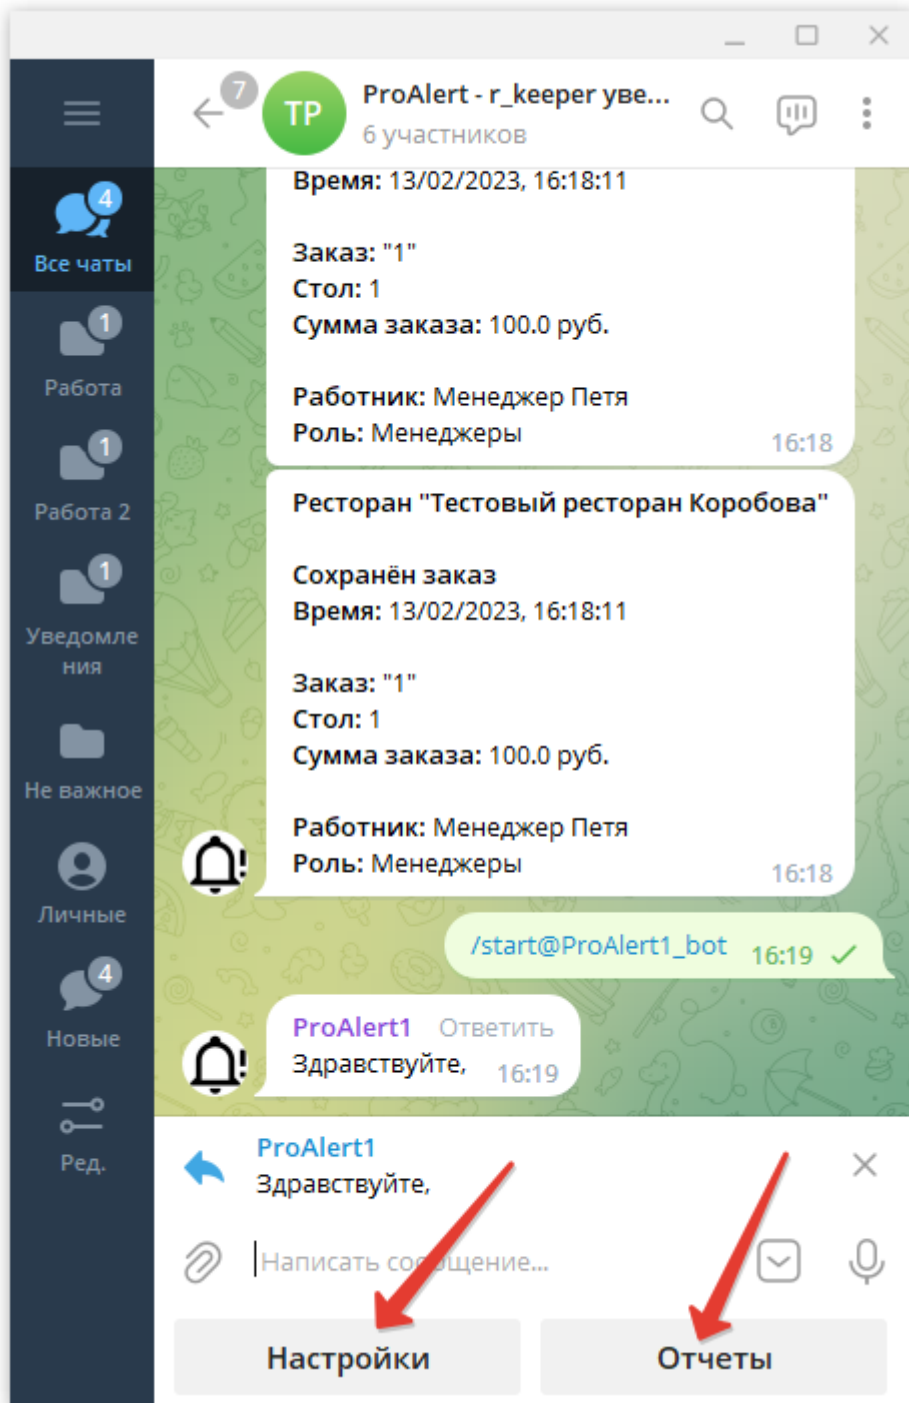 7
ТР
ProAlert - r_keeper уве...
6 участников
4
Все чаты
1
Работа
1
Работа 2
1
Уведомле
ния
Не важное
Личные
4
Новые
Ред.
Время: 13/02/2023, 16:18:11
Заказ: "1"
Стол: 1
Сумма заказа: 100.0 руб.
Работник: Менеджер Петя
Роль: Менеджеры
16:18
Ресторан "Тестовый ресторан Коробова"
Сохранён заказ
Время: 13/02/2023, 16:18:11
Заказ: "1"
Стол: 1
Сумма заказа: 100.0 руб.
Работник: Менеджер Петя
Роль: Менеджеры
16:18
/start@ProAlert1_bot 16:19
ProAlert1 Ответить
Здравствуйте, 16:19
ProAlert1
Здравствуйте,
Написать сообщение...
Настройки
Отчеты